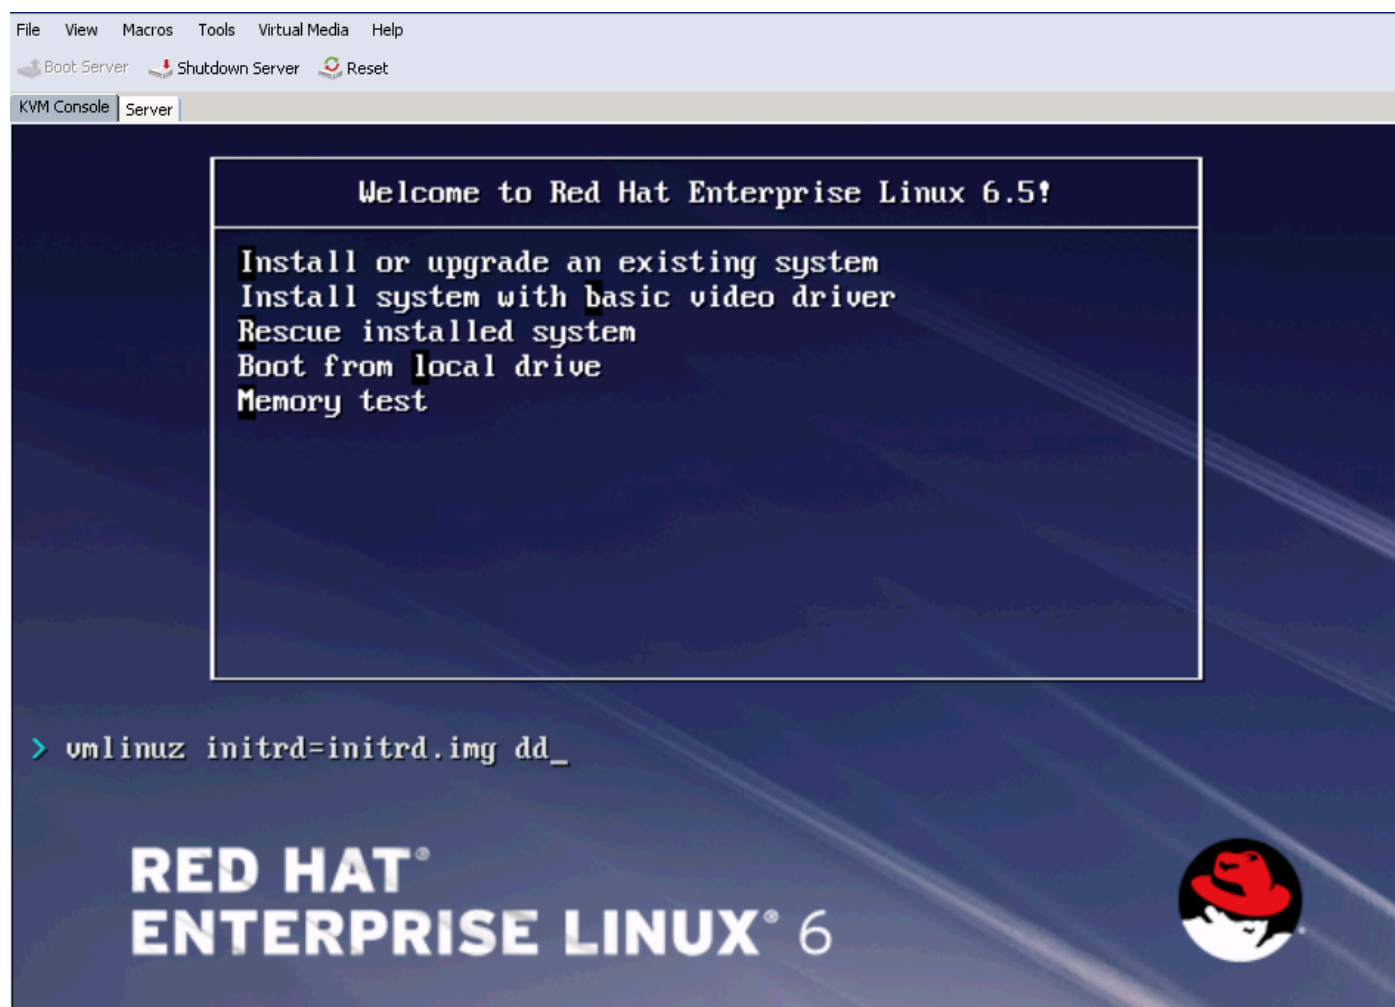 File View Macros Tools Virtual Media Help
Boot Server Shutdown Server Reset
KVM Console Server
Welcome to Red Hat Enterprise Linux 6.5!
Install or upgrade an existing system
Install system with basic video driver
Rescue installed system
Boot from local drive
Memory test
> vmlinuz initrd=initrd.img dd_
RED HAT®
ENTERPRISE LINUX® 6